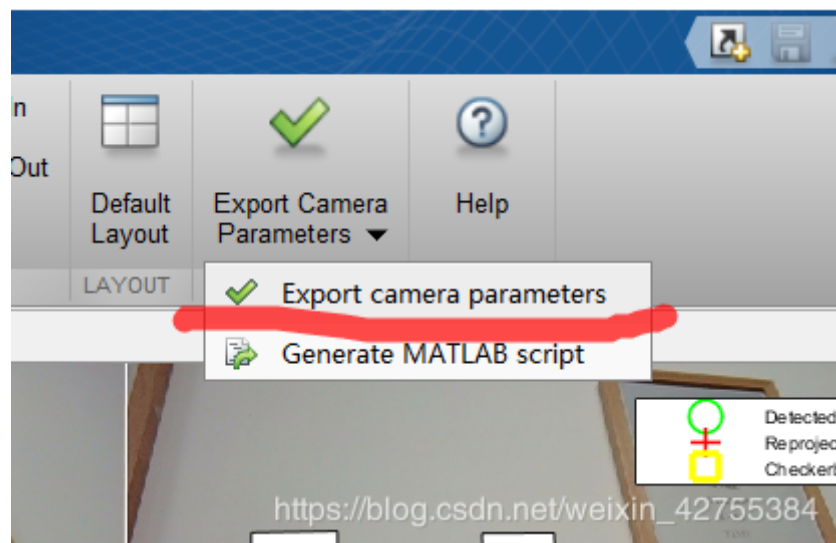 n
Out
Default
Layout
Export Camera
Parameters
Help
LAYOUT
Export camera parameters
Generate MATLAB script
Detected
Reprojec
Checkerb
https://blog.csdn.net/weixin_42755384